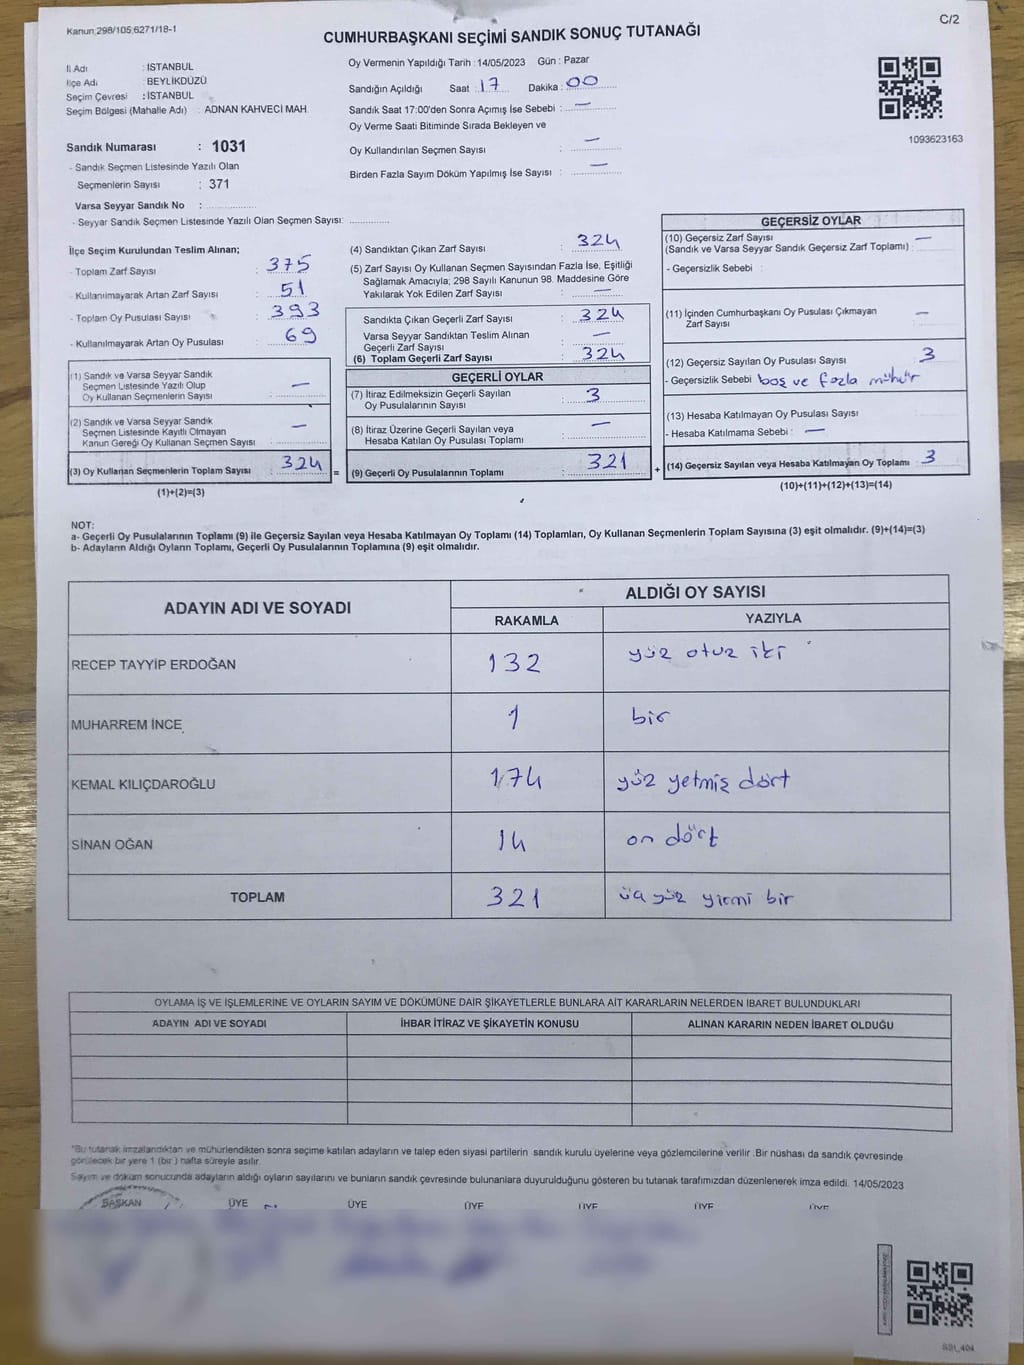 Kanun;298/105;6271/18-1
C/2
CUMHURBAŞKANI SEÇİMİ SANDIK SONUÇ TUTANAĞI
İl Adı : İSTANBUL
İlçe Adı : BEYLİKDÜZÜ
Seçim Çevresi : İSTANBUL
Seçim Bölgesi (Mahalle Adı) : ADNAN KAHVECİ MAH.
Oy Vermenin Yapıldığı Tarih : 14/05/2023 Gün : Pazar
Sandığın Açıldığı Saat : 17 Dakika : 00
Sandık Saat 17:00'den Sonra Açımış İse Sebebi : —
Oy Verme Saati Bitiminde Sırada Bekleyen ve
Oy Kullandırılan Seçmen Sayısı : —
Birden Fazla Sayım Döküm Yapılmış İse Sayısı : —
1093623163
Sandık Numarası : 1031
- Sandık Seçmen Listesinde Yazılı Olan
Seçmenlerin Sayısı : 371
Varsa Seyyar Sandık No :
- Seyyar Sandık Seçmen Listesinde Yazılı Olan Seçmen Sayısı:
İlçe Seçim Kurulundan Teslim Alınan;
- Toplam Zarf Sayısı : 375
- Kullanılmayarak Artan Zarf Sayısı : 51
- Toplam Oy Pusulası Sayısı : 393
- Kullanılmayarak Artan Oy Pusulası : 69
(1) Sandık ve Varsa Seyyar Sandık
Seçmen Listesinde Yazılı Olup
Oy Kullanan Seçmenlerin Sayısı : —
(2) Sandık ve Varsa Seyyar Sandık
Seçmen Listesinde Kayıtlı Olmayan
Kanun Gereği Oy Kullanan Seçmen Sayısı : —
(3) Oy Kullanan Seçmenlerin Toplam Sayısı : 324
(1)+(2)=(3)
(4) Sandıktan Çıkan Zarf Sayısı : 324
(5) Zarf Sayısı Oy Kullanan Seçmen Sayısından Fazla İse, Eşitliği
Sağlamak Amacıyla; 298 Sayılı Kanunun 98. Maddesine Göre
Yakılarak Yok Edilen Zarf Sayısı : —
Sandıkta Çıkan Geçerli Zarf Sayısı : 324
Varsa Seyyar Sandıktan Teslim Alınan
Geçerli Zarf Sayısı : —
(6) Toplam Geçerli Zarf Sayısı : 324
GEÇERLİ OYLAR
(7) İtiraz Edilmeksizin Geçerli Sayılan
Oy Pusulalarının Sayısı : 3
(8) İtiraz Üzerine Geçerli Sayılan veya
Hesaba Katılan Oy Pusulası Toplamı : —
= (9) Geçerli Oy Pusulalarının Toplamı : 321
GEÇERSİZ OYLAR
(10) Geçersiz Zarf Sayısı
(Sandık ve Varsa Seyyar Sandık Geçersiz Zarf Toplamı) : —
- Geçersizlik Sebebi :
(11) İçinden Cumhurbaşkanı Oy Pusulası Çıkmayan
Zarf Sayısı —
(12) Geçersiz Sayılan Oy Pusulası Sayısı 3
- Geçersizlik Sebebi boş ve fazla mühür
(13) Hesaba Katılmayan Oy Pusulası Sayısı
- Hesaba Katılmama Sebebi : —
+ (14) Geçersiz Sayılan veya Hesaba Katılmayan Oy Toplamı 3
(10)+(11)+(12)+(13)=(14)
NOT:
a- Geçerli Oy Pusulalarının Toplamı (9) ile Geçersiz Sayılan veya Hesaba Katılmayan Oy Toplamı (14) Toplamları, Oy Kullanan Seçmenlerin Toplam Sayısına (3) eşit olmalıdır. (9)+(14)=(3)
b- Adayların Aldığı Oyların Toplamı, Geçerli Oy Pusulalarının Toplamına (9) eşit olmalıdır.
ADAYIN ADI VE SOYADI
ALDIĞI OY SAYISI
RAKAMLA YAZIYLA
RECEP TAYYİP ERDOĞAN 132 yüz otuz iki
MUHARREM İNCE 1 bir
KEMAL KILIÇDAROĞLU 174 yüz yetmiş dört
SİNAN OĞAN 14 on dört
TOPLAM 321 üç yüz yirmi bir
OYLAMA İŞ VE İŞLEMLERİNE VE OYLARIN SAYIM VE DÖKÜMÜNE DAİR ŞİKAYETLERLE BUNLARA AİT KARARLARIN NELERDEN İBARET BULUNDUKLARI
ADAYIN ADI VE SOYADI İHBAR İTİRAZ VE ŞİKAYETİN KONUSU ALINAN KARARIN NEDEN İBARET OLDUĞU
"Bu tutanak imzalandıktan ve mühürlendikten sonra seçime katılan adayların ve talep eden siyasi partilerin sandık kurulu üyelerine veya gözlemcilerine verilir .Bir nüshası da sandık çevresinde
görülecek bir yere 1 (bir ) hafta süreyle asılır.
Sayım ve döküm sonucunda adayların aldığı oyların sayılarını ve bunların sandık çevresinde bulunanlara duyurulduğunu gösteren bu tutanak tarafımızdan düzenlenerek imza edildi. 14/05/2023
BAŞKAN ÜYE ÜYE ÜYE ÜYE ÜYE ÜYE